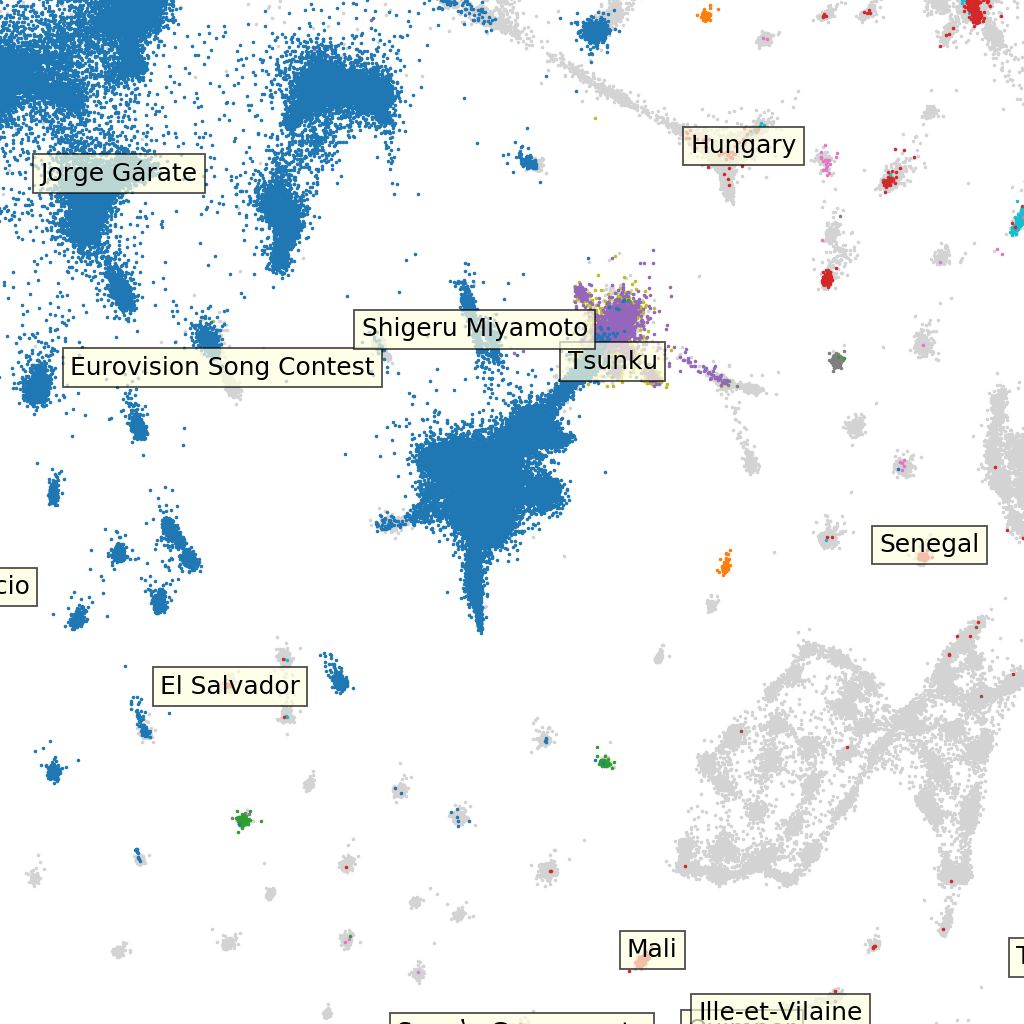 Hungary
Jorge Gárate
Shigeru Miyamoto
Tsunku
Eurovision Song Contest
Senegal
cio
El Salvador
Mali
Ille-et-Vilaine